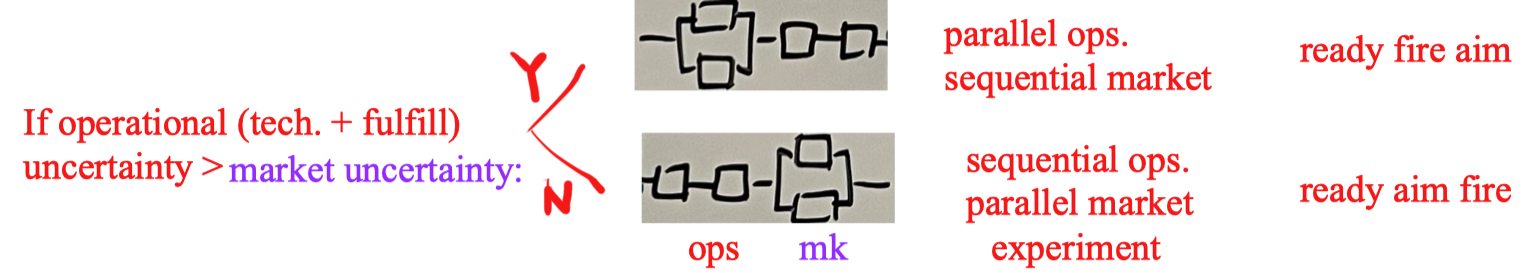 If operational (tech. + fulfill)
uncertainty > market uncertainty:
Y
N
parallel ops.
sequential market
ready fire aim
sequential ops.
parallel market
experiment
ready aim fire
ops mk